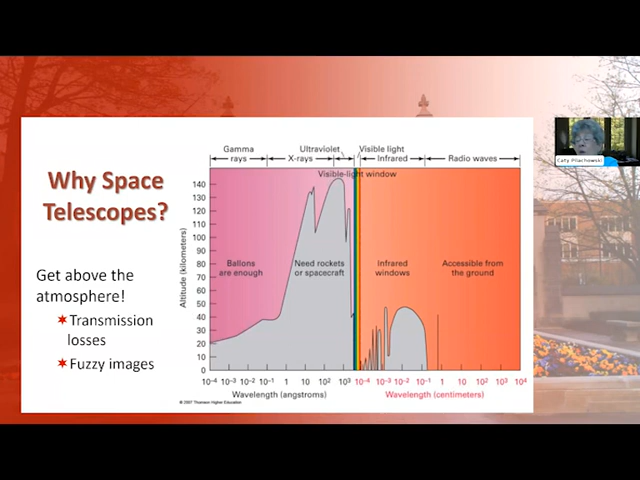 Why Space
Telescopes?
Get above the
atmosphere!
Transmission
losses
Fuzzy images
Gamma
rays
X-rays
Ultraviolet
Visible light
Infrared
Radio waves
Visible-light window
Altitude (kilometers)
140
130
120
110
100
90
80
70
60
50
40
30
20
10
0
Ballons
are enough
Need rockets
or spacecraft
Infrared
windows
Accessible from
the ground
10⁻⁴ 10⁻³ 10⁻² 10⁻¹ 1 10 10² 10³ 10⁻⁴ 10⁻³ 10⁻² 10⁻¹ 1 10 10² 10³ 10⁴
Wavelength (angstroms)
Wavelength (centimeters)
© 2007 Thomson Higher Education
Caty Pilachowski